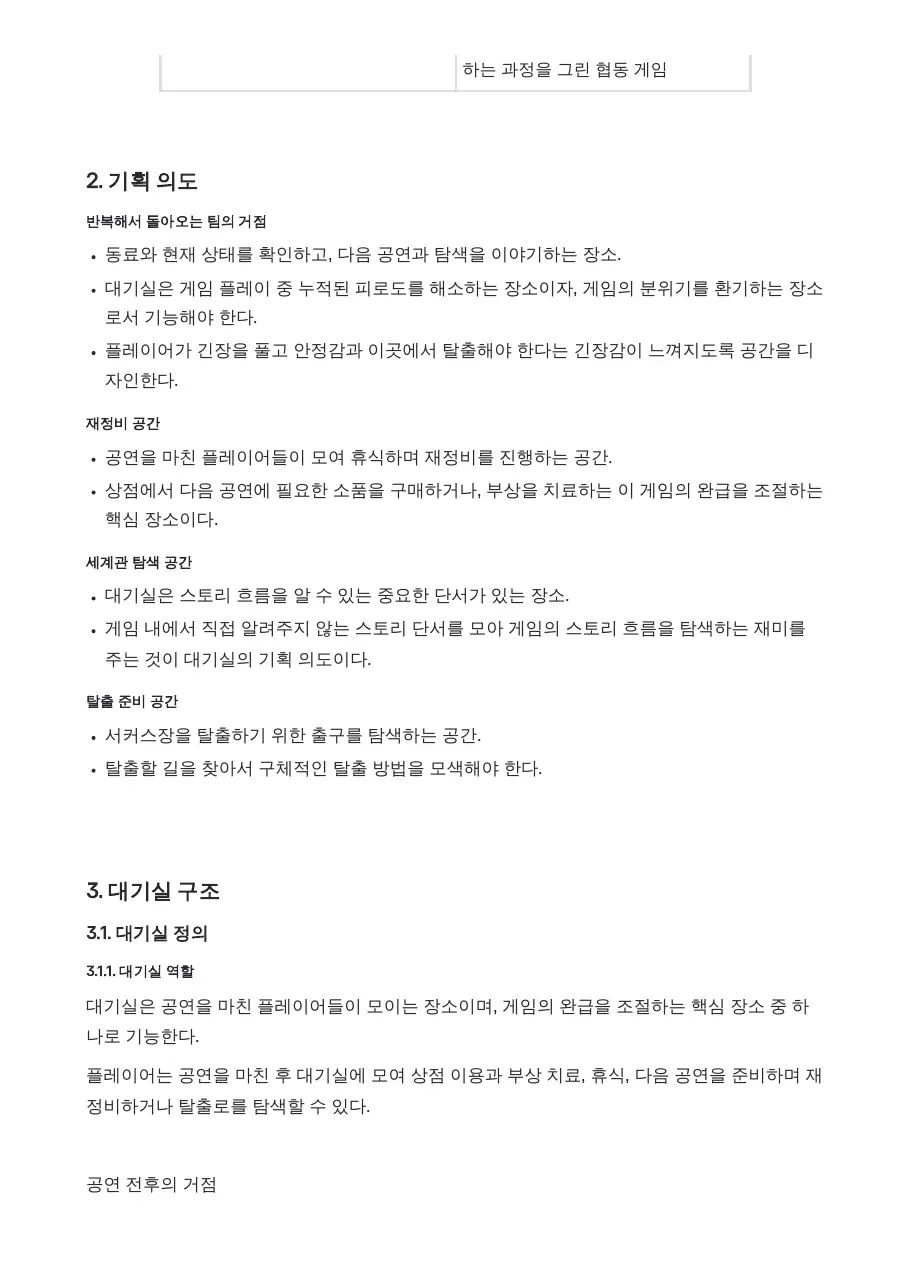 하는 과정을 그린 협동 게임
2. 기획 의도
반복해서 돌아오는 팀의 거점
• 동료와 현재 상태를 확인하고, 다음 공연과 탐색을 이야기하는 장소.
• 대기실은 게임 플레이 중 누적된 피로도를 해소하는 장소이자, 게임의 분위기를 환기하는 장소
로서 기능해야 한다.
• 플레이어가 긴장을 풀고 안정감과 이곳에서 탈출해야 한다는 긴장감이 느껴지도록 공간을 디
자인한다.
재정비 공간
• 공연을 마친 플레이어들이 모여 휴식하며 재정비를 진행하는 공간.
• 상점에서 다음 공연에 필요한 소품을 구매하거나, 부상을 치료하는 이 게임의 완급을 조절하는
핵심 장소이다.
세계관 탐색 공간
• 대기실은 스토리 흐름을 알 수 있는 중요한 단서가 있는 장소.
• 게임 내에서 직접 알려주지 않는 스토리 단서를 모아 게임의 스토리 흐름을 탐색하는 재미를
주는 것이 대기실의 기획 의도이다.
탈출 준비 공간
• 서커스장을 탈출하기 위한 출구를 탐색하는 공간.
• 탈출할 길을 찾아서 구체적인 탈출 방법을 모색해야 한다.
3. 대기실 구조
3.1. 대기실 정의
3.1.1. 대기실 역할
대기실은 공연을 마친 플레이어들이 모이는 장소이며, 게임의 완급을 조절하는 핵심 장소 중 하
나로 기능한다.
플레이어는 공연을 마친 후 대기실에 모여 상점 이용과 부상 치료, 휴식, 다음 공연을 준비하며 재
정비하거나 탈출로를 탐색할 수 있다.
공연 전후의 거점